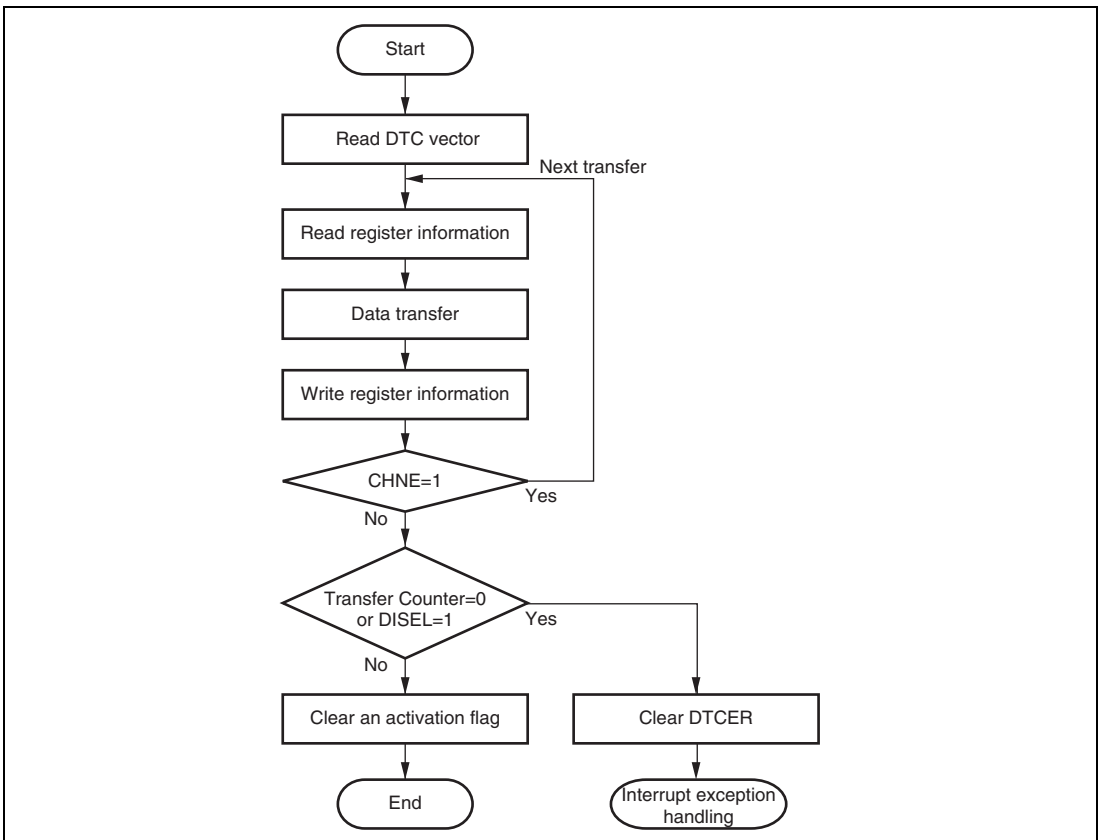 Start
Read DTC vector
Next transfer
Read register information
Data transfer
Write register information
CHNE=1
Yes
No
Transfer Counter=0
or DISEL=1
Yes
No
Clear an activation flag
Clear DTCER
End
Interrupt exception
handling